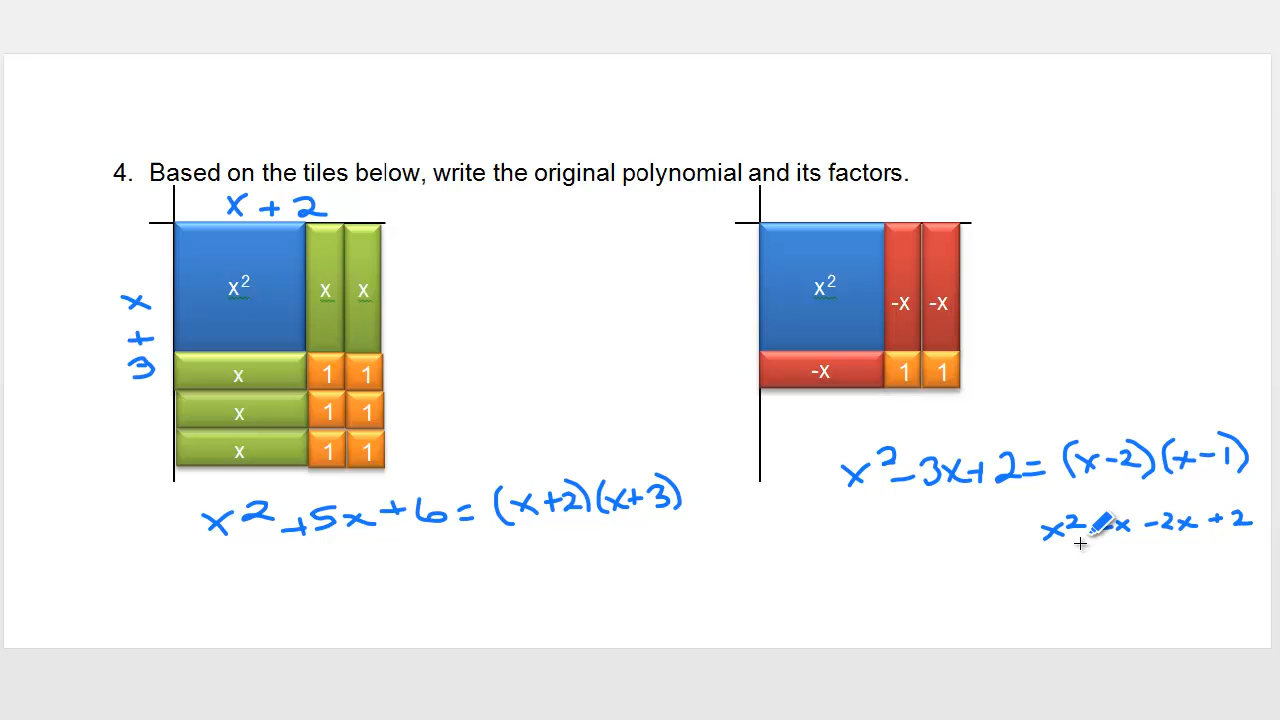 4. Based on the tiles below, write the original polynomial and its factors.
x + 2
x
+
3
x² x x
x 1 1
x 1 1
x 1 1
x² + 5x + 6 = (x+2)(x+3)
x² -x -x
-x 1 1
x² - 3x + 2 = (x-2)(x-1)
x² x - 2x + 2